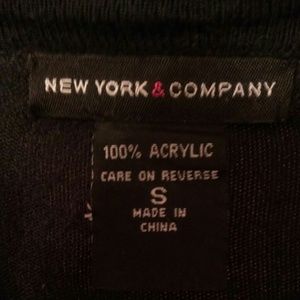 NEW YORK & COMPANY
100% ACRYLIC
CARE ON REVERSE
S
MADE IN
CHINA